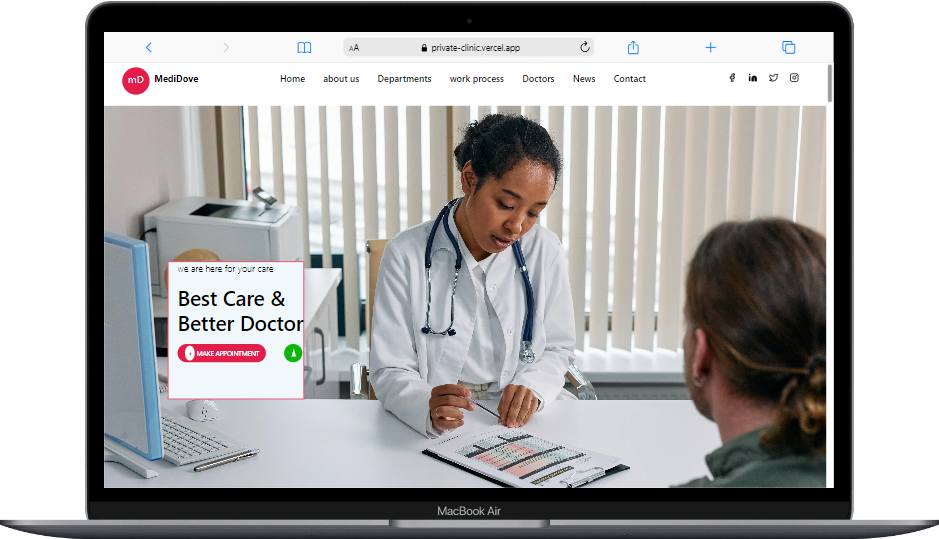 AA private-clinic.vercel.app
mD MediDove Home about us Departments work process Doctors News Contact
we are here for your care
Best Care &
Better Doctor
+ MAKE APPOINTMENT
MacBook Air